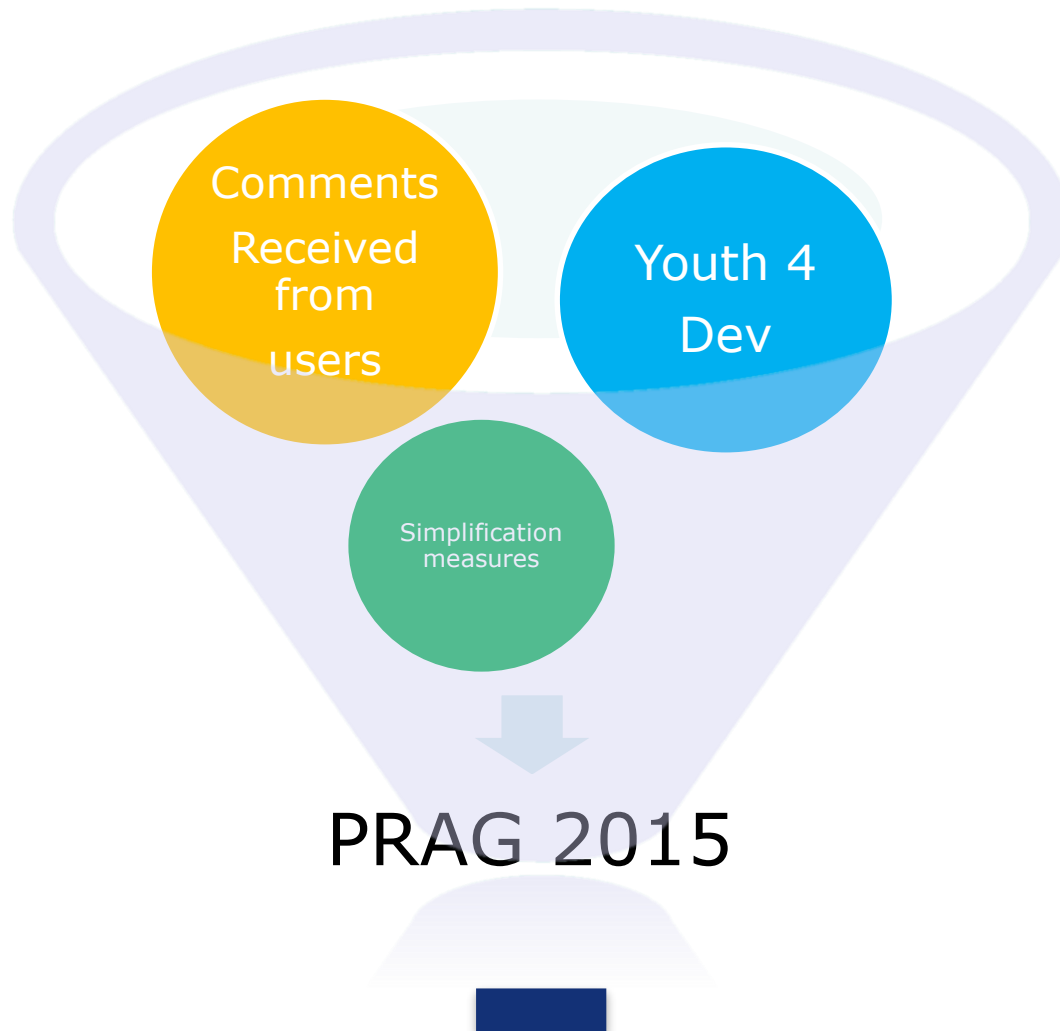 Comments
Received
from
users
Youth 4
Dev
Simplification
measures
PRAG 2015